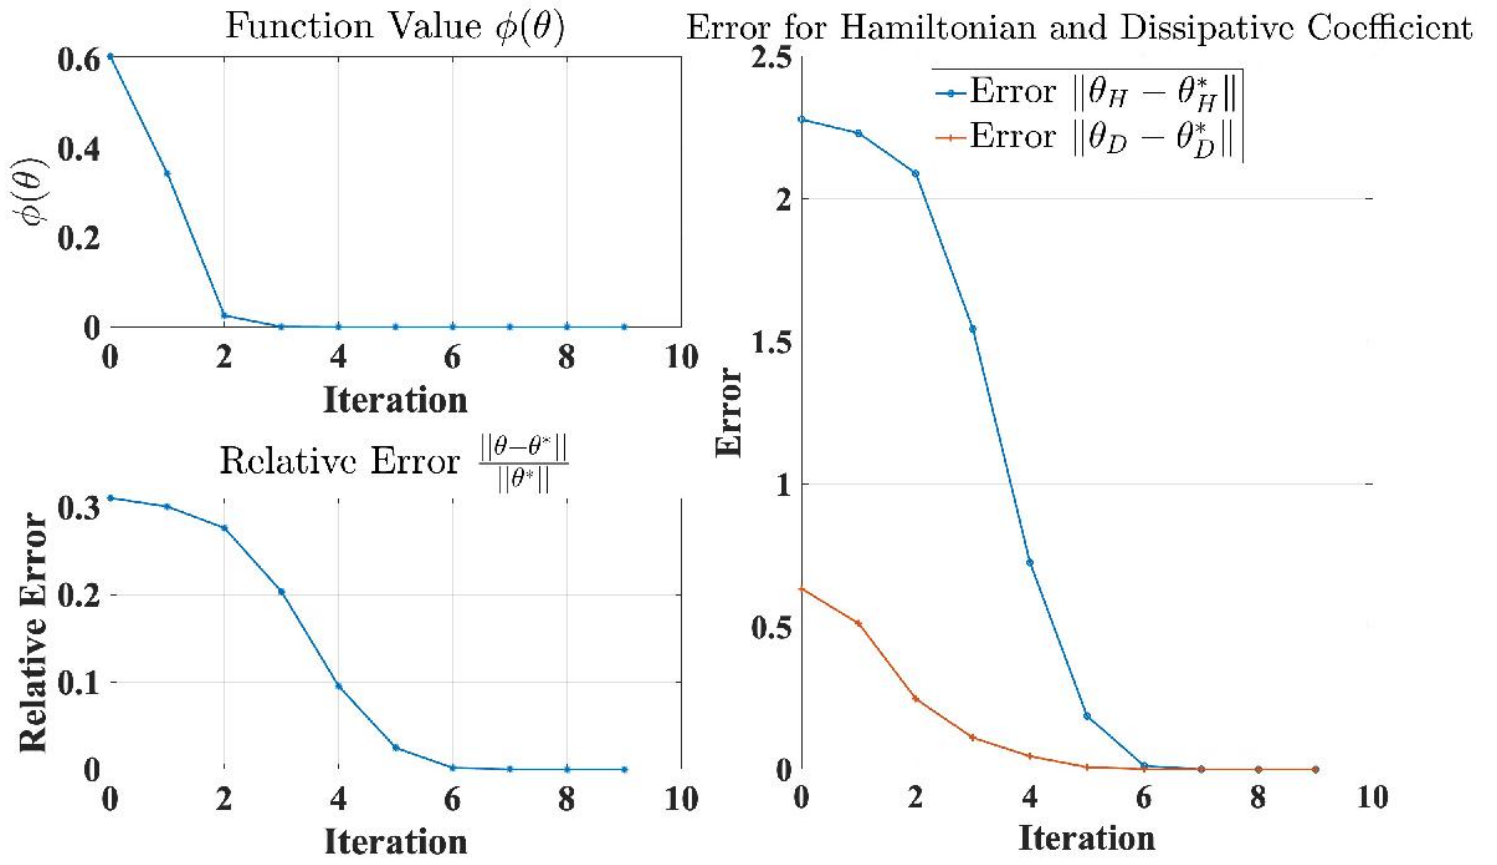 Function Value ϕ(θ)
0.6
0.4
0.2
0
ϕ(θ)
0 2 4 6 8 10
Iteration
Relative Error ||θ−θ*|| / ||θ*||
0.3
0.2
0.1
0
Relative Error
0 2 4 6 8 10
Iteration
Error for Hamiltonian and Dissipative Coefficient
2.5
2
1.5
1
0.5
0
Error
Error ‖θ_H − θ*_H‖
Error ‖θ_D − θ*_D‖
0 2 4 6 8 10
Iteration